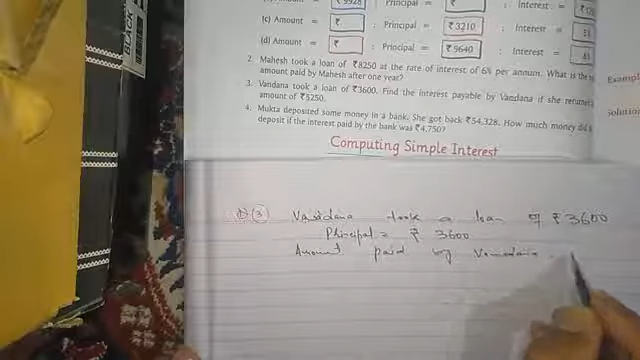 ₹9928 Principal = ₹ Interest =
(c) Amount = ₹ : Principal = ₹3210 : Interest =
(d) Amount = ₹ : Principal = ₹9640 : Interest =
2. Mahesh took a loan of ₹8250 at the rate of interest of 6% per annum. What is the
amount paid by Mahesh after one year?
3. Vandana took a loan of ₹3600. Find the interest payable by Vandana if she returned
amount of ₹5250.
4. Mukta deposited some money in a bank. She got back ₹54,328. How much money did
deposit if the interest paid by the bank was ₹4,750?
Computing Simple Interest
Example
Solution
BLACK
③ Vandana took a loan of ₹3600
Principal = ₹ 3600
Amount paid by Vandana